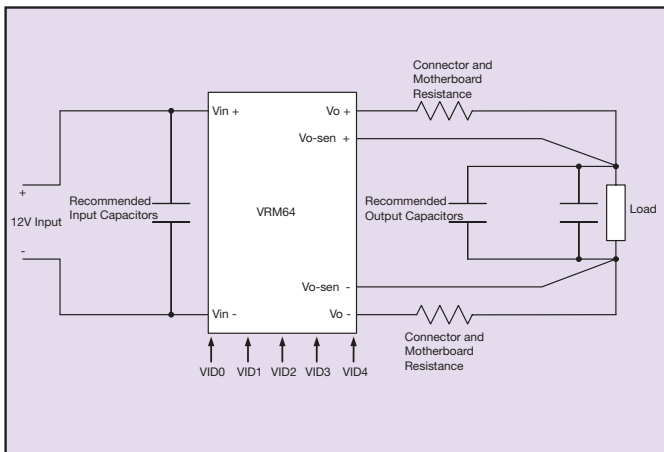 Connector and
Motherboard
Resistance
Vin +
Vo +
Vo-sen +
+
12V Input
-
Recommended
Input Capacitors
VRM64
Recommended
Output Capacitors
Load
Vo-sen -
Vin -
Vo -
Connector and
Motherboard
Resistance
VID0
VID1
VID2
VID3
VID4